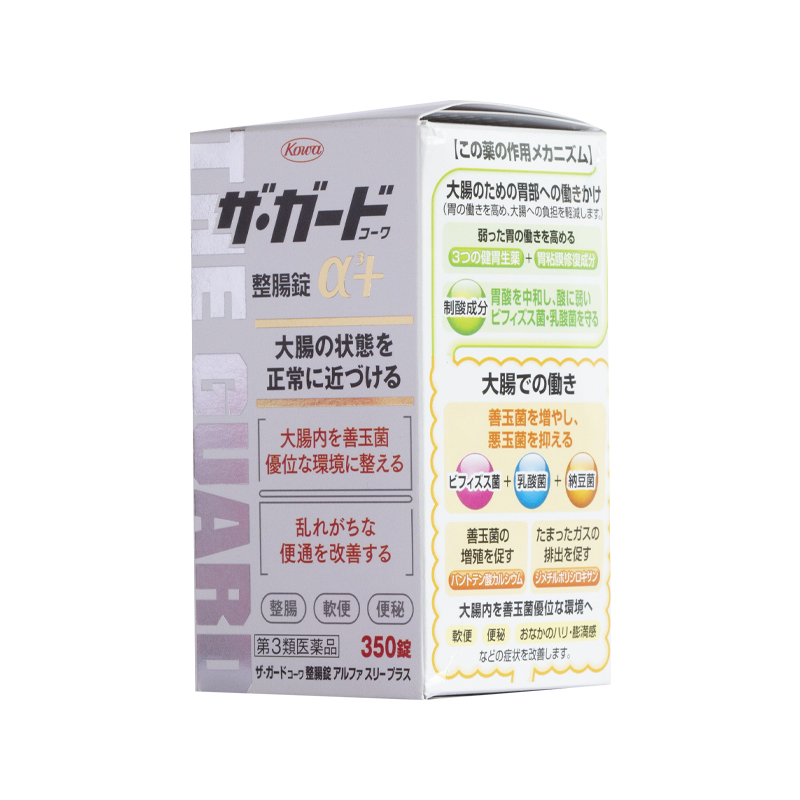 THE GUARD
Kowa
ザ・ガード
コーワ
整腸錠 α³+
大腸の状態を
正常に近づける
大腸内を善玉菌
優位な環境に整える
乱れがちな
便通を改善する
整腸 軟便 便秘
第3類医薬品 350錠
ザ・ガードコーワ整腸錠 アルファ スリー プラス
【この薬の作用メカニズム】
大腸のための胃部への働きかけ
(胃の働きを高め、大腸への負担を軽減します。)
弱った胃の働きを高める
3つの健胃生薬 + 胃粘膜修復成分
制酸成分
胃酸を中和し、酸に弱い
ビフィズス菌・乳酸菌を守る
大腸での働き
善玉菌を増やし、
悪玉菌を抑える
ビフィズス菌 + 乳酸菌 + 納豆菌
善玉菌の
増殖を促す
パントテン酸カルシウム
たまったガスの
排出を促す
ジメチルポリシロキサン
大腸内を善玉菌優位な環境へ
軟便 便秘 おなかのハリ・膨満感
などの症状を改善します。